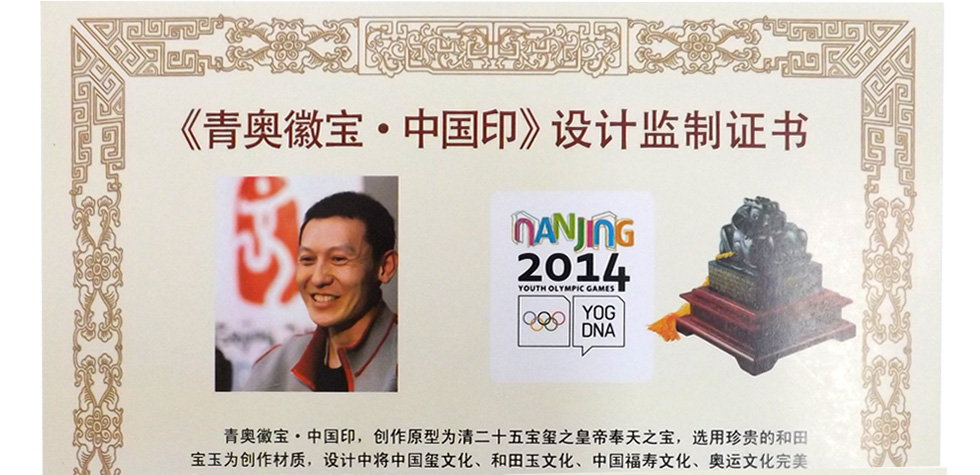 《青奥徽宝·中国印》设计监制证书
NANJING
2014
YOUTH OLYMPIC GAMES
YOG
DNA
青奥徽宝·中国印，创作原型为清二十五宝玺之皇帝奉天之宝，选用珍贵的和田
宝玉为创作材质，设计中将中国玺文化、和田玉文化、中国福寿文化、奥运文化完美